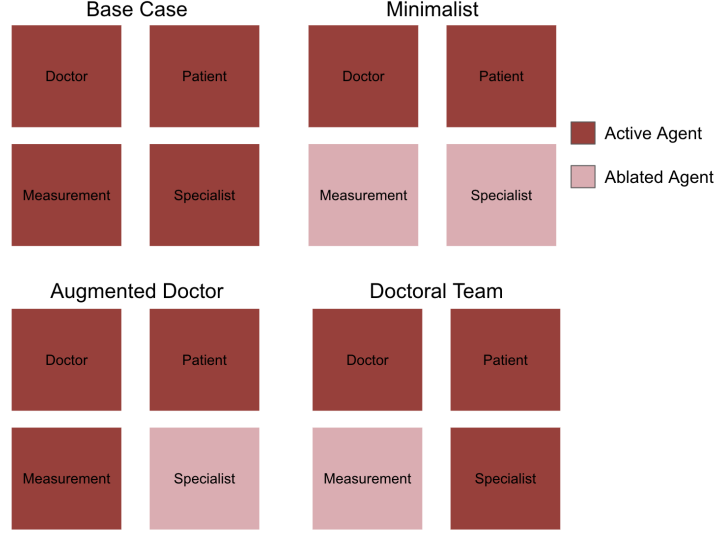 Base Case
Doctor
Patient
Measurement
Specialist
Minimalist
Doctor
Patient
Measurement
Specialist
Active Agent
Ablated Agent
Augmented Doctor
Doctor
Patient
Measurement
Specialist
Doctoral Team
Doctor
Patient
Measurement
Specialist